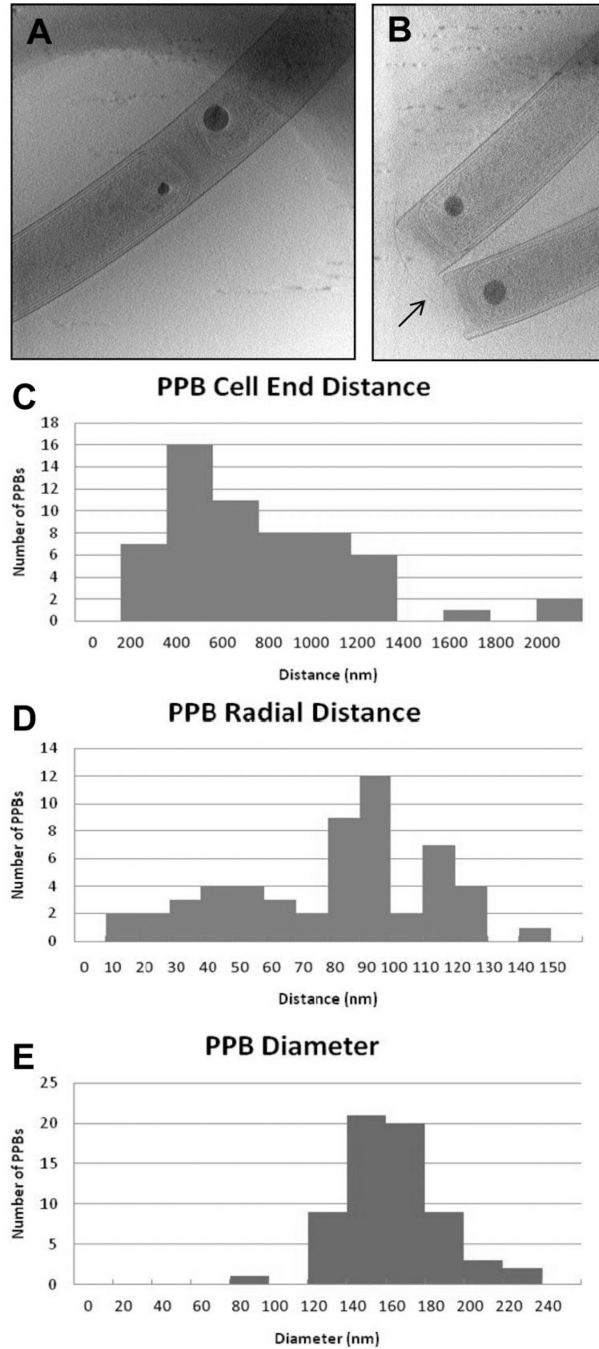 A
B
C
PPB Cell End Distance
Number of PPBs
18
16
14
12
10
8
6
4
2
0
0 200 400 600 800 1000 1200 1400 1600 1800 2000
Distance (nm)
D
PPB Radial Distance
Number of PPBs
14
12
10
8
6
4
2
0
0 10 20 30 40 50 60 70 80 90 100 110 120 130 140 150
Distance (nm)
E
PPB Diameter
Number of PPBs
25
20
15
10
5
0
0 20 40 60 80 100 120 140 160 180 200 220 240
Diameter (nm)